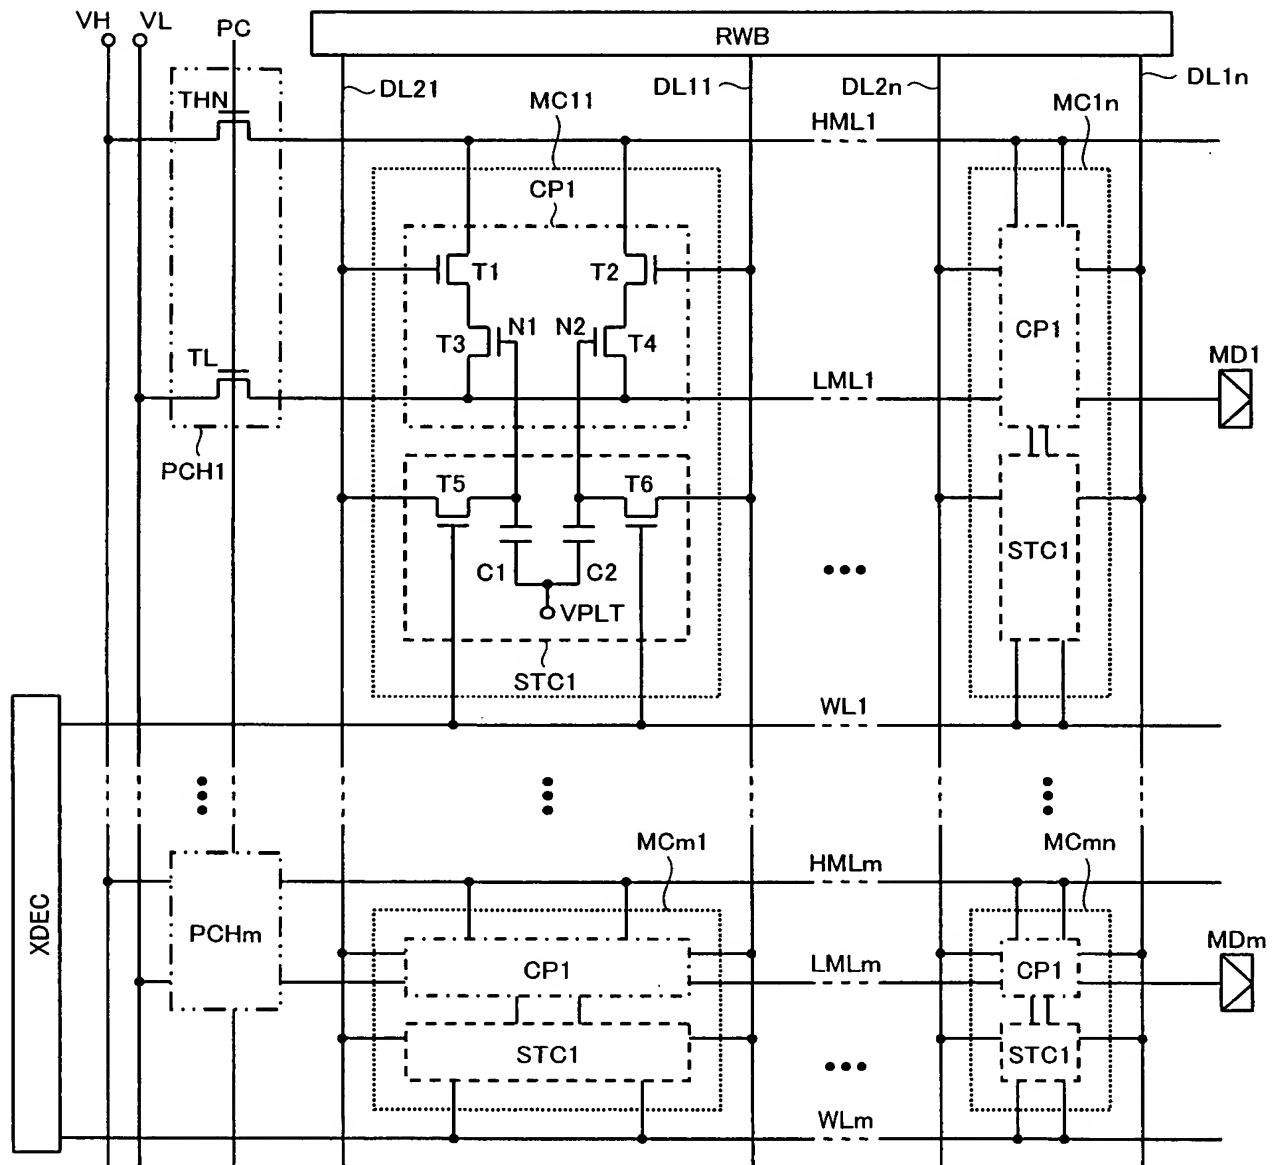 VH VL PC RWB
DL21 DL11 DL2n DL1n
THN MC11 MC1n
HML1
CP1
T1 T2
N1 N2
T3 T4 CP1
TL LML1 MD1
PCH1
T5 T6
STC1
C1 C2
VPLT
STC1
WL1
MCm1 MCmn
HMLm
XDEC PCHm CP1 LMLm CP1 MDm
STC1 STC1
WLm